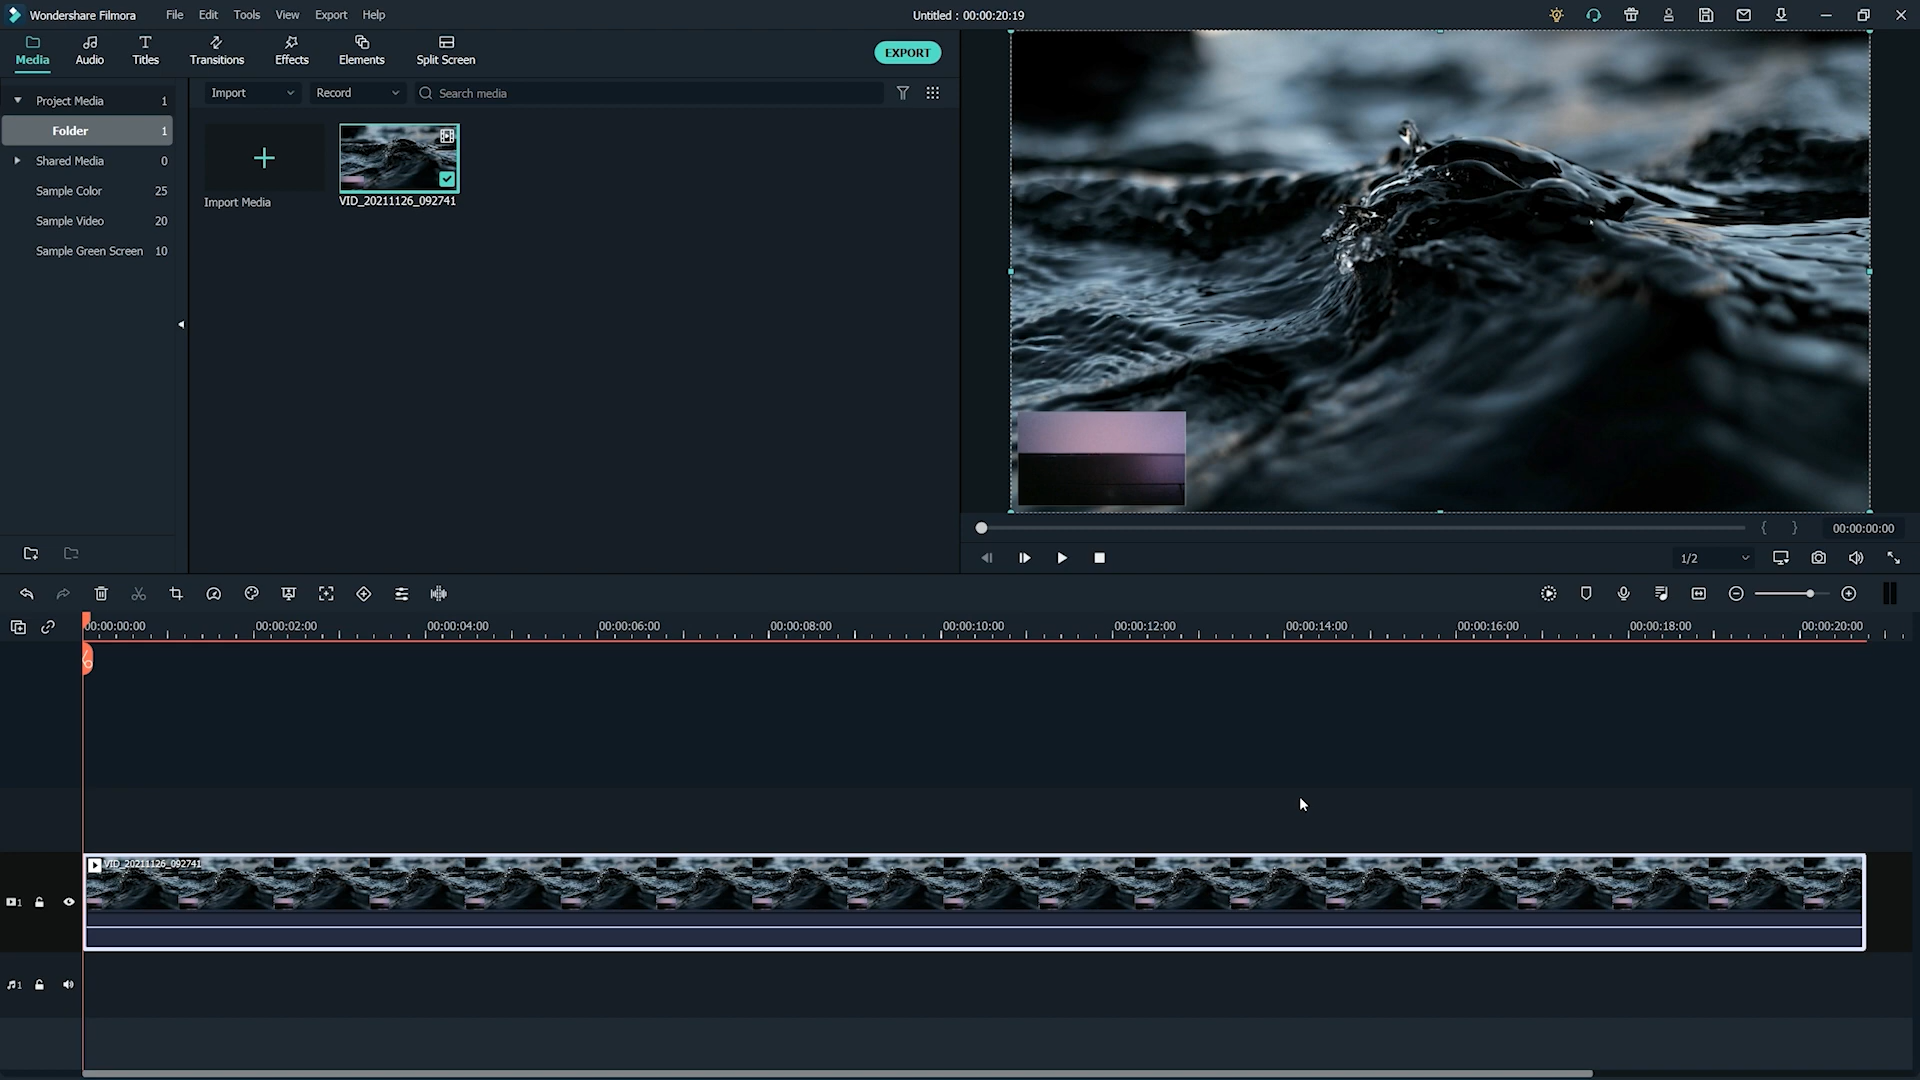 Wondershare Filmora File Edit Tools View Export Help Untitled : 00:00:20:19
Media Audio Titles Transitions Effects Elements Split Screen EXPORT
Project Media 1
Folder 1
Shared Media 0
Sample Color 25
Sample Video 20
Sample Green Screen 10
Import Record Search media
Import Media VID_20211126_092741
{ } 00:00:00:00
1/2
00:00:00:00 00:00:02:00 00:00:04:00 00:00:06:00 00:00:08:00 00:00:10:00 00:00:12:00 00:00:14:00 00:00:16:00 00:00:18:00 00:00:20:00
VID_20211126_092741
1
1